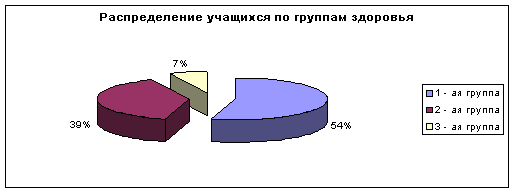 Распределение учащихся по группам здоровья
7%
39%
54%
1 - ая группа
2 - ая группа
3 - ая группа